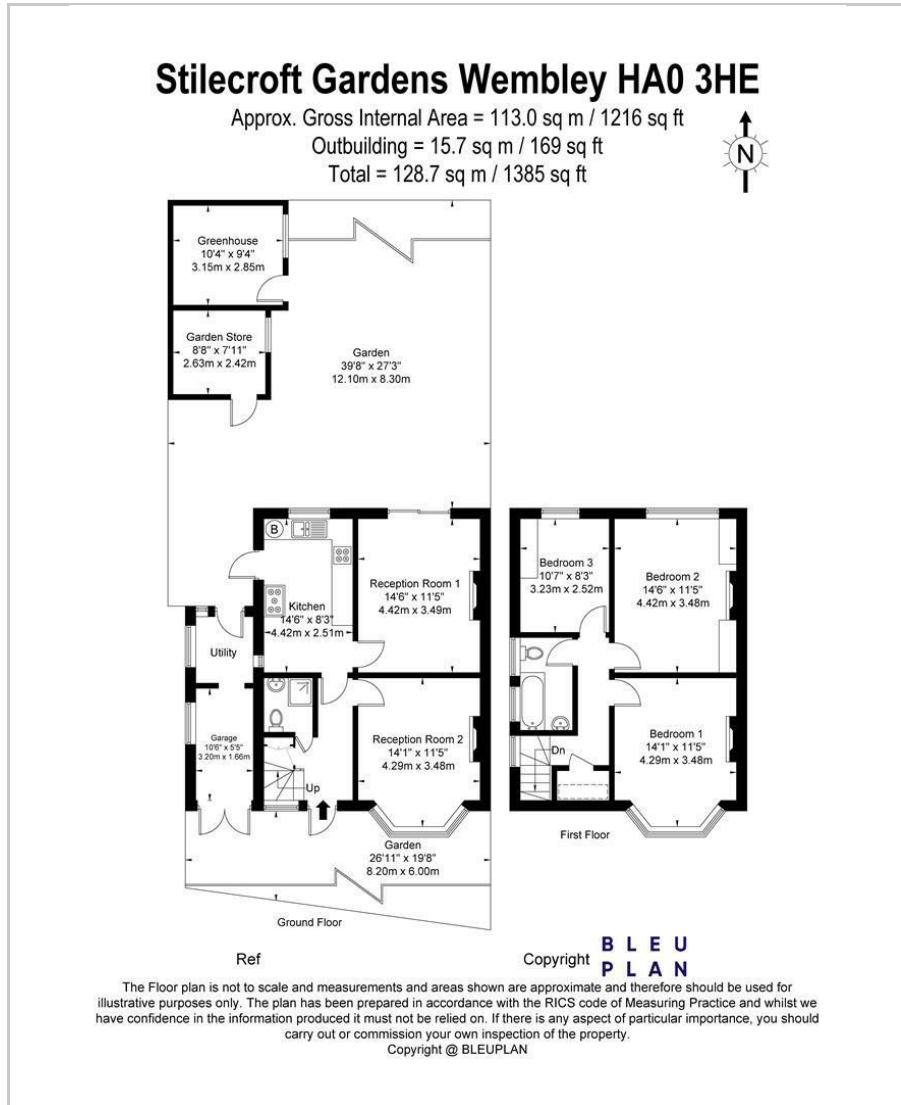 Stilecroft Gardens Wembley HA0 3HE
Approx. Gross Internal Area = 113.0 sq m / 1216 sq ft
Outbuilding = 15.7 sq m / 169 sq ft
Total = 128.7 sq m / 1385 sq ft
N
Greenhouse
10'4" x 9'4"
3.15m x 2.85m
Garden Store
8'8" x 7'11"
2.63m x 2.42m
Garden
39'8" x 27'3"
12.10m x 8.30m
B
Kitchen
14'6" x 8'3"
4.42m x 2.51m
Reception Room 1
14'6" x 11'5"
4.42m x 3.49m
Utility
Garage
10'6" x 5'5"
3.20m x 1.66m
Reception Room 2
14'1" x 11'5"
4.29m x 3.48m
Up
Garden
26'11" x 19'8"
8.20m x 6.00m
Ground Floor
Bedroom 3
10'7" x 8'3"
3.23m x 2.52m
Bedroom 2
14'6" x 11'5"
4.42m x 3.48m
Dn
Bedroom 1
14'1" x 11'5"
4.29m x 3.48m
First Floor
Ref
Copyright
BLEU
PLAN
The Floor plan is not to scale and measurements and areas shown are approximate and therefore should be used for
illustrative purposes only. The plan has been prepared in accordance with the RICS code of Measuring Practice and whilst we
have confidence in the information produced it must not be relied on. If there is any aspect of particular importance, you should
carry out or commission your own inspection of the property.
Copyright @ BLEUPLAN